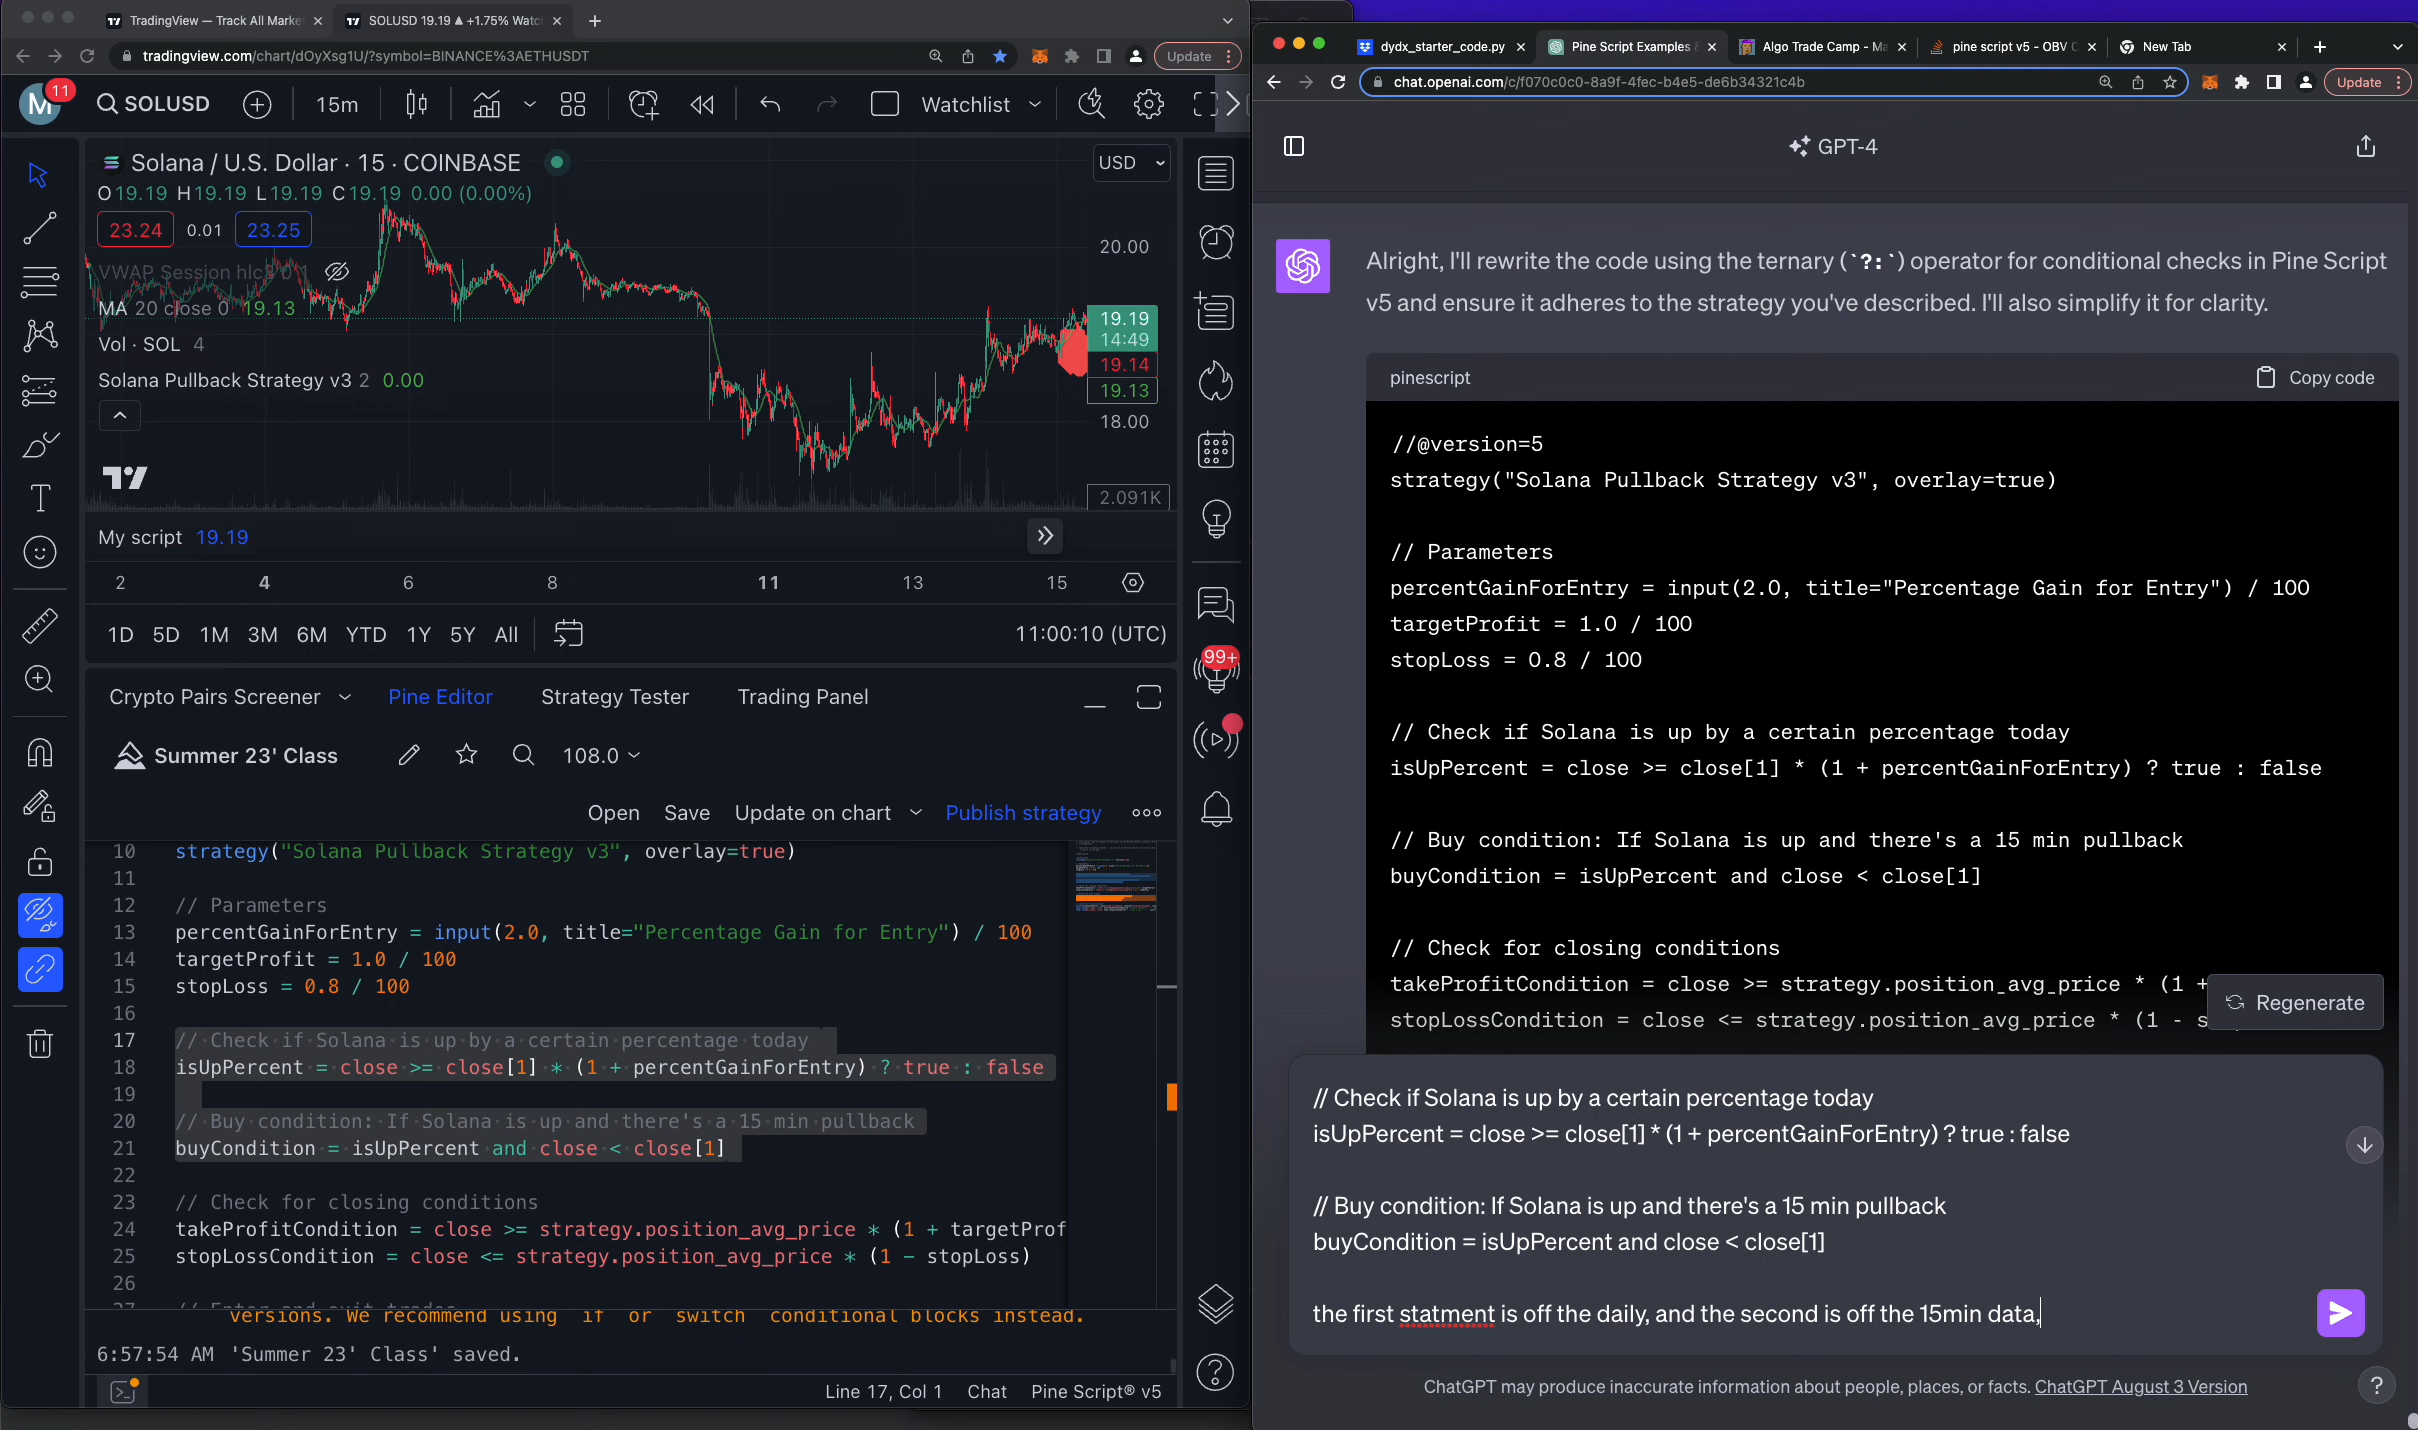 TradingView — Track All Marke
SOLUSD 19.19 ▲ +1.75% Watc
tradingview.com/chart/dOyXsg1U/?symbol=BINANCE%3AETHUSDT
Update
M
11
SOLUSD
15m
Watchlist
Solana / U.S. Dollar · 15 · COINBASE
USD
O19.19 H19.19 L19.19 C19.19 0.00 (0.00%)
23.24 0.01 23.25
VWAP Session hlc3 0 1
MA 20 close 0 19.13
Vol · SOL 4
Solana Pullback Strategy v3 2 0.00
20.00
19.19
14:49
19.14
19.13
18.00
2.091K
My script 19.19
2 4 6 8 11 13 15
1D 5D 1M 3M 6M YTD 1Y 5Y All
11:00:10 (UTC)
99+
Crypto Pairs Screener Pine Editor Strategy Tester Trading Panel
Summer 23' Class
108.0
Open Save Update on chart Publish strategy
10 strategy("Solana Pullback Strategy v3", overlay=true)
11
12 // Parameters
13 percentGainForEntry = input(2.0, title="Percentage Gain for Entry") / 100
14 targetProfit = 1.0 / 100
15 stopLoss = 0.8 / 100
16
17 // Check if Solana is up by a certain percentage today
18 isUpPercent = close >= close[1] * (1 + percentGainForEntry) ? true : false
19
20 // Buy condition: If Solana is up and there's a 15 min pullback
21 buyCondition = isUpPercent and close < close[1]
22
23 // Check for closing conditions
24 takeProfitCondition = close >= strategy.position_avg_price * (1 + targetProf
25 stopLossCondition = close <= strategy.position_avg_price * (1 - stopLoss)
26
27 // Enter and exit trades
versions. We recommend using if or switch conditional blocks instead.
6:57:54 AM 'Summer 23' Class' saved.
Line 17, Col 1 Chat Pine Script® v5
dydx_starter_code.py
Pine Script Examples &
Algo Trade Camp - Ma
pine script v5 - OBV C
New Tab
chat.openai.com/c/f070c0c0-8a9f-4fec-b4e5-de6b34321c4b
Update
GPT-4
Alright, I'll rewrite the code using the ternary (`?:`) operator for conditional checks in Pine Script
v5 and ensure it adheres to the strategy you've described. I'll also simplify it for clarity.
pinescript
Copy code
//@version=5
strategy("Solana Pullback Strategy v3", overlay=true)
// Parameters
percentGainForEntry = input(2.0, title="Percentage Gain for Entry") / 100
targetProfit = 1.0 / 100
stopLoss = 0.8 / 100
// Check if Solana is up by a certain percentage today
isUpPercent = close >= close[1] * (1 + percentGainForEntry) ? true : false
// Buy condition: If Solana is up and there's a 15 min pullback
buyCondition = isUpPercent and close < close[1]
// Check for closing conditions
takeProfitCondition = close >= strategy.position_avg_price * (1 +
stopLossCondition = close <= strategy.position_avg_price * (1 - s
Regenerate
// Check if Solana is up by a certain percentage today
isUpPercent = close >= close[1] * (1 + percentGainForEntry) ? true : false
// Buy condition: If Solana is up and there's a 15 min pullback
buyCondition = isUpPercent and close < close[1]
the first statment is off the daily, and the second is off the 15min data,
ChatGPT may produce inaccurate information about people, places, or facts. ChatGPT August 3 Version
?